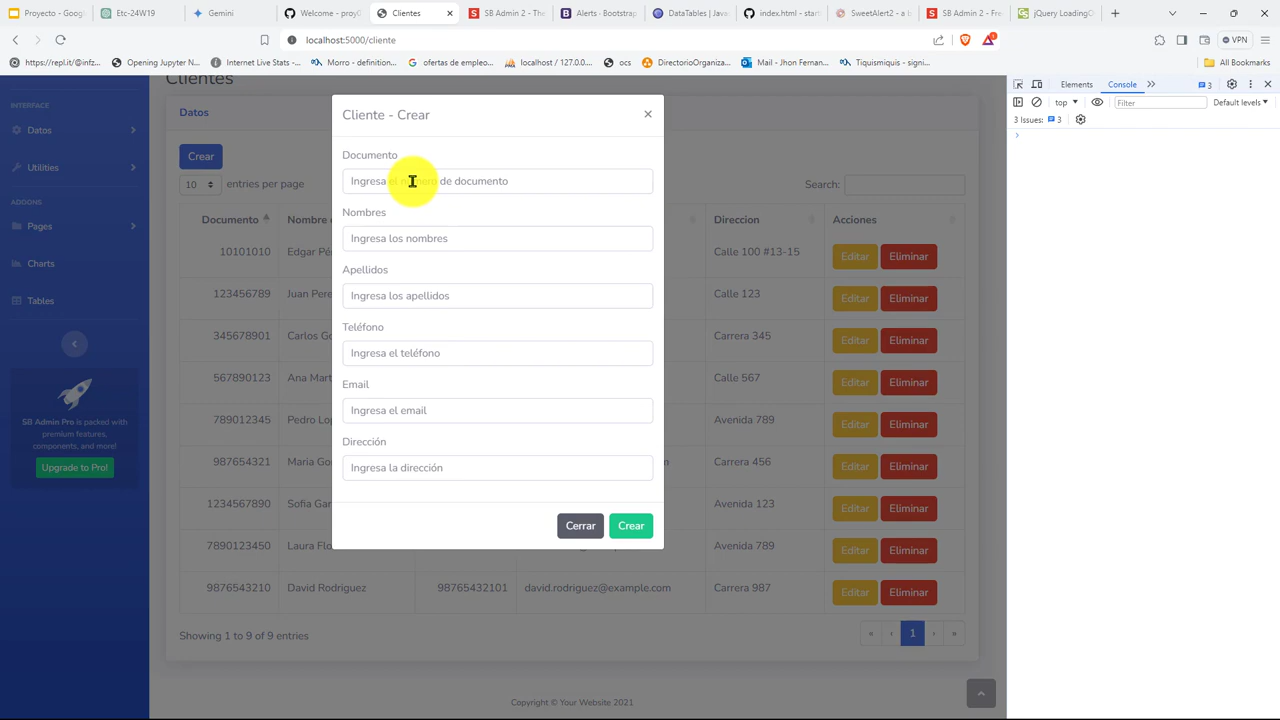 Proyecto - Goog
Etc-24W19
Gemini
Welcome - proy
Clientes
SB Admin 2 - The
Alerts · Bootstrap
DataTables | Java
index.html - start
SweetAlert2 - a b
SB Admin 2 - Fre
jQuery LoadingO
localhost:5000/cliente
VPN
https://repl.it/@infz...
Opening Jupyter N...
Internet Live Stats -...
Morro - definition...
ofertas de empleo...
localhost / 127.0.0...
ocs
DirectorioOrganiza...
Mail - Jhon Fernan...
Tiquismiquis - signi...
All Bookmarks
Clientes
INTERFACE
Datos
Utilities
ADDONS
Pages
Charts
Tables
SB Admin Pro is packed with
premium features,
components, and more!
Upgrade to Pro!
Datos
Crear
10 entries per page
Search:
Documento Nombre Direccion Acciones
10101010 Edgar Pé Calle 100 #13-15 Editar Eliminar
123456789 Juan Pere Calle 123 Editar Eliminar
345678901 Carlos Go Carrera 345 Editar Eliminar
567890123 Ana Mart Calle 567 Editar Eliminar
789012345 Pedro Lop Avenida 789 Editar Eliminar
987654321 Maria Gon m Carrera 456 Editar Eliminar
1234567890 Sofia Gar Avenida 123 Editar Eliminar
7890123450 Laura Flo Avenida 789 Editar Eliminar
9876543210 David Rodriguez 98765432101 david.rodriguez@example.com Carrera 987 Editar Eliminar
Showing 1 to 9 of 9 entries
« ‹ 1 › »
Copyright © Your Website 2021
Cliente - Crear
×
Documento
Ingresa el número de documento
Nombres
Ingresa los nombres
Apellidos
Ingresa los apellidos
Teléfono
Ingresa el teléfono
Email
Ingresa el email
Dirección
Ingresa la dirección
Cerrar
Crear
Elements
Console
3
top
Filter
Default levels
3 Issues: 3